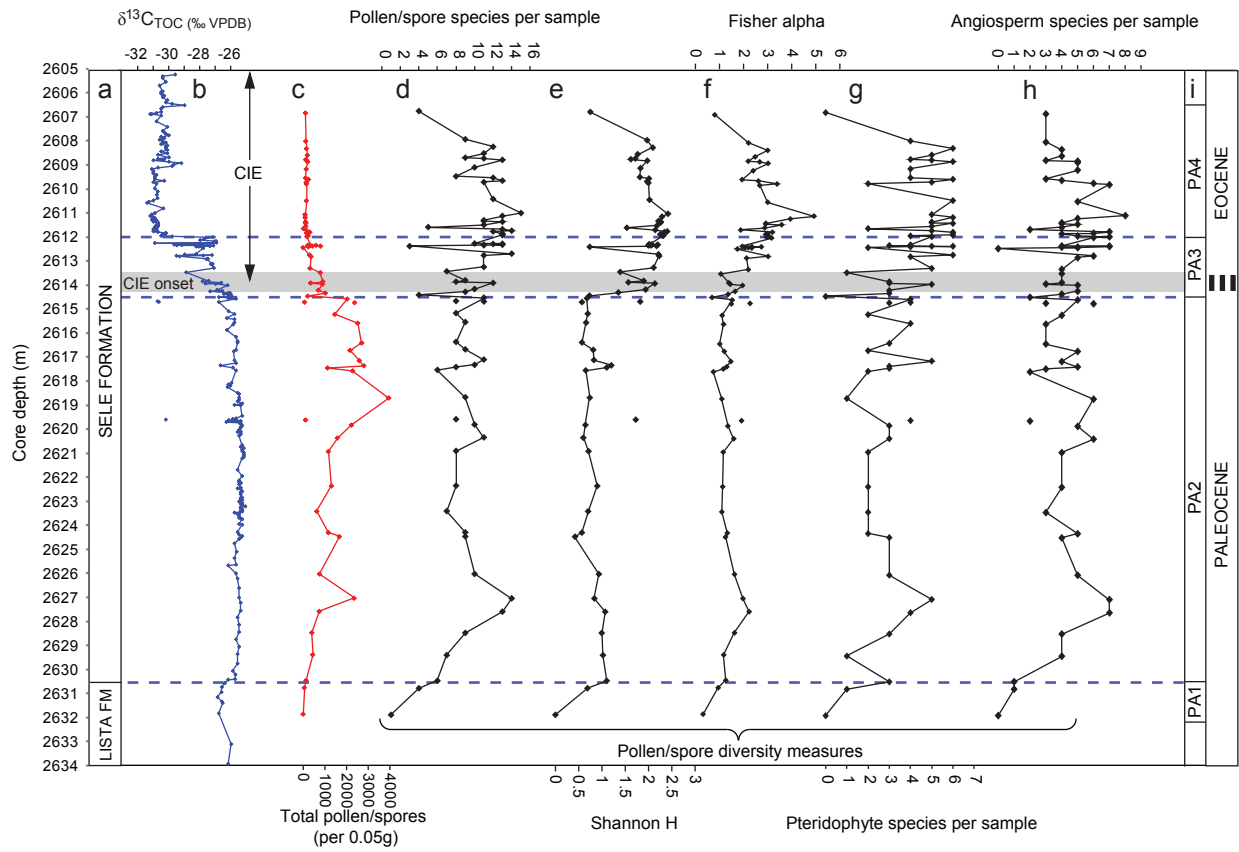 δ13CTOC (‰ VPDB)
Pollen/spore species per sample
Fisher alpha
Angiosperm species per sample
-32 -30 -28 -26
0 2 4 6 8 10 12 14 16
0 1 2 3 4 5 6
0 1 2 3 4 5 6 7 8 9
a b c d e f g h i
Core depth (m)
2605
2606
2607
2608
2609
2610
2611
2612
2613
2614
2615
2616
2617
2618
2619
2620
2621
2622
2623
2624
2625
2626
2627
2628
2629
2630
2631
2632
2633
2634
SELE FORMATION
LISTA FM
CIE
CIE onset
PA4
PA3
PA2
PA1
EOCENE
PALEOCENE
Pollen/spore diversity measures
0 1000 2000 3000 4000
0 0.5 1 1.5 2 2.5 3
0 1 2 3 4 5 6 7
Total pollen/spores
(per 0.05g)
Shannon H
Pteridophyte species per sample